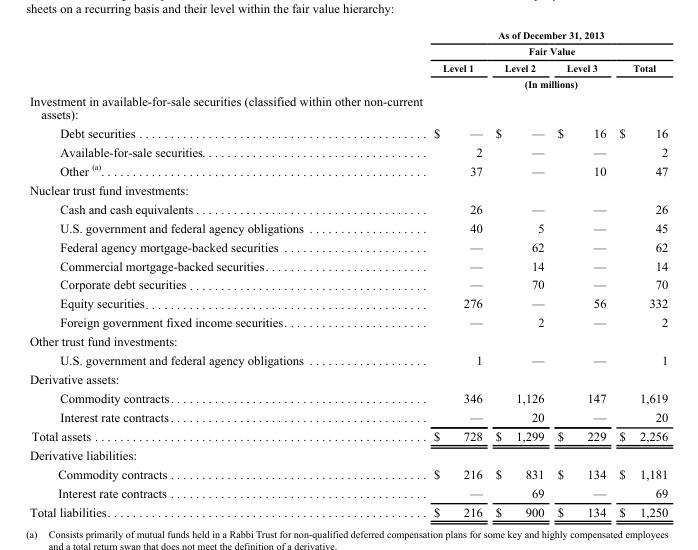 sheets on a recurring basis and their level within the fair value hierarchy:
As of December 31, 2013
Fair Value
Level 1 Level 2 Level 3 Total
(In millions)
Investment in available-for-sale securities (classified within other non-current
assets):
Debt securities $ — $ — $ 16 $ 16
Available-for-sale securities. 2 — — 2
Other (a) 37 — 10 47
Nuclear trust fund investments:
Cash and cash equivalents 26 — — 26
U.S. government and federal agency obligations 40 5 — 45
Federal agency mortgage-backed securities — 62 — 62
Commercial mortgage-backed securities — 14 — 14
Corporate debt securities — 70 — 70
Equity securities 276 — 56 332
Foreign government fixed income securities — 2 — 2
Other trust fund investments:
U.S. government and federal agency obligations 1 — — 1
Derivative assets:
Commodity contracts 346 1,126 147 1,619
Interest rate contracts — 20 — 20
Total assets $ 728 $ 1,299 $ 229 $ 2,256
Derivative liabilities:
Commodity contracts $ 216 $ 831 $ 134 $ 1,181
Interest rate contracts — 69 — 69
Total liabilities $ 216 $ 900 $ 134 $ 1,250
(a) Consists primarily of mutual funds held in a Rabbi Trust for non-qualified deferred compensation plans for some key and highly compensated employees
and a total return swap that does not meet the definition of a derivative.